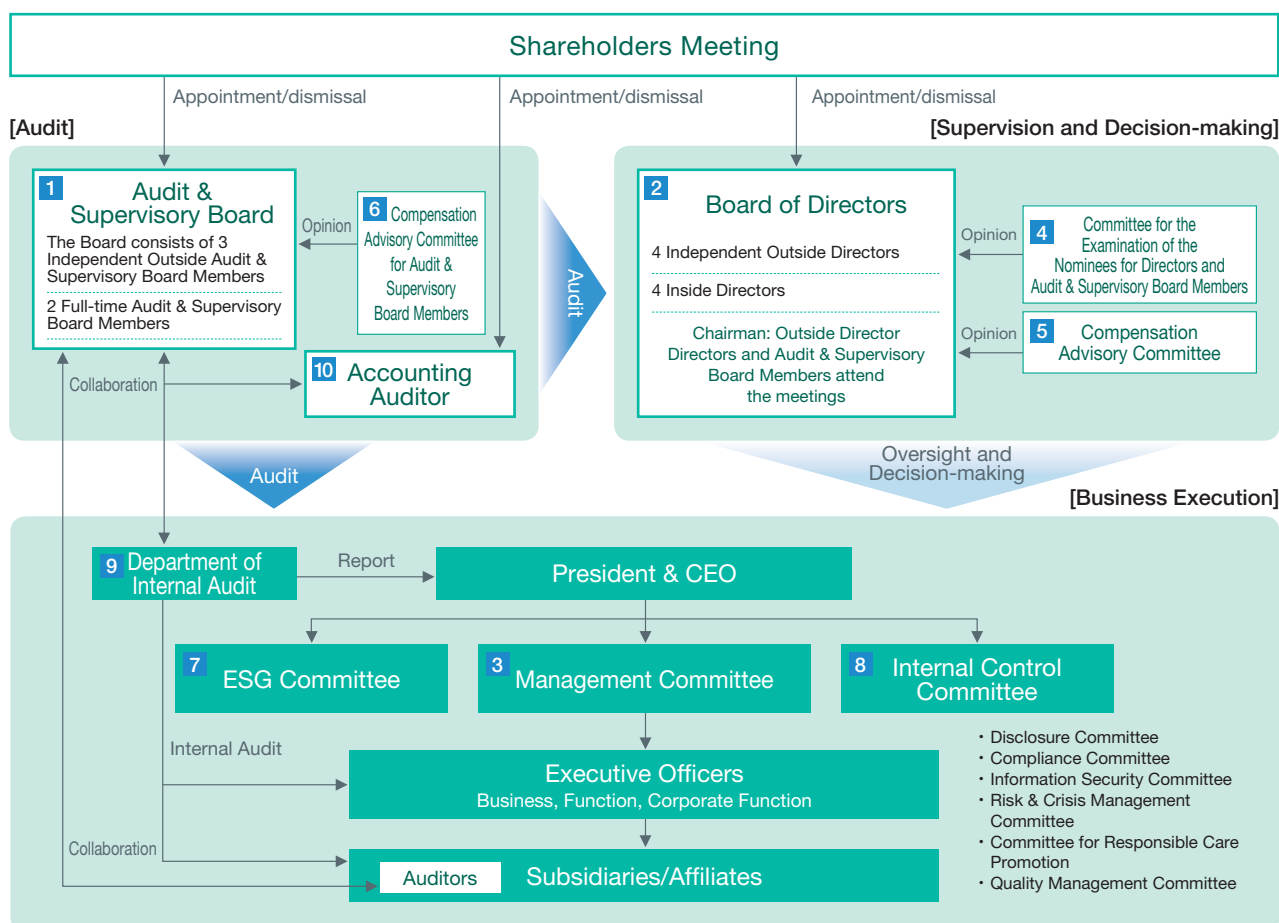 Shareholders Meeting
Appointment/dismissal
Appointment/dismissal
Appointment/dismissal
[Audit]
[Supervision and Decision-making]
1
Audit &
Supervisory Board
The Board consists of 3
Independent Outside Audit &
Supervisory Board Members
2 Full-time Audit & Supervisory
Board Members
Opinion
6
Compensation
Advisory Committee
for Audit &
Supervisory
Board Members
Collaboration
10
Accounting
Auditor
Audit
2
Board of Directors
4 Independent Outside Directors
4 Inside Directors
Chairman: Outside Director
Directors and Audit & Supervisory
Board Members attend
the meetings
Opinion
4
Committee for the
Examination of the
Nominees for Directors and
Audit & Supervisory Board Members
Opinion
5
Compensation
Advisory Committee
Audit
Oversight and
Decision-making
[Business Execution]
9
Department of
Internal Audit
Report
President & CEO
7
ESG Committee
3
Management Committee
8
Internal Control
Committee
Internal Audit
Executive Officers
Business, Function, Corporate Function
・Disclosure Committee
・Compliance Committee
・Information Security Committee
・Risk & Crisis Management
Committee
・Committee for Responsible Care
Promotion
・Quality Management Committee
Collaboration
Auditors
Subsidiaries/Affiliates